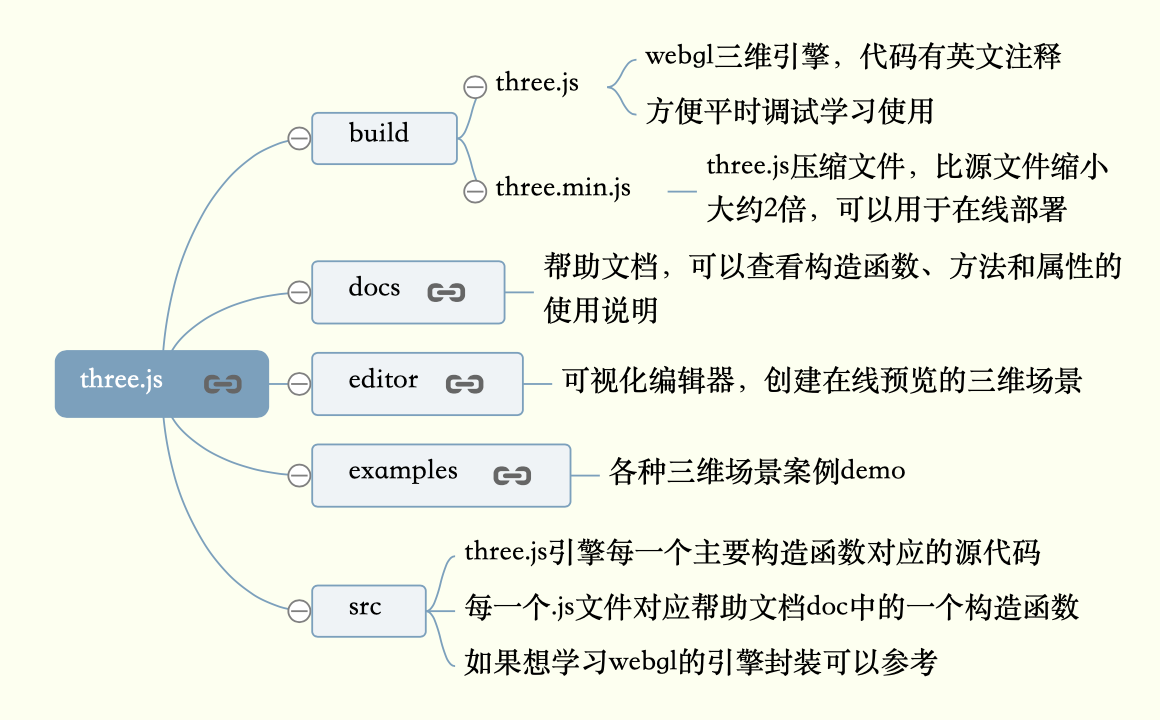 three.js
build
three.js
webgl三维引擎，代码有英文注释
方便平时调试学习使用
three.min.js
three.js压缩文件，比源文件缩小
大约2倍，可以用于在线部署
docs
帮助文档，可以查看构造函数、方法和属性的
使用说明
editor
可视化编辑器，创建在线预览的三维场景
examples
各种三维场景案例demo
src
three.js引擎每一个主要构造函数对应的源代码
每一个.js文件对应帮助文档doc中的一个构造函数
如果想学习webgl的引擎封装可以参考